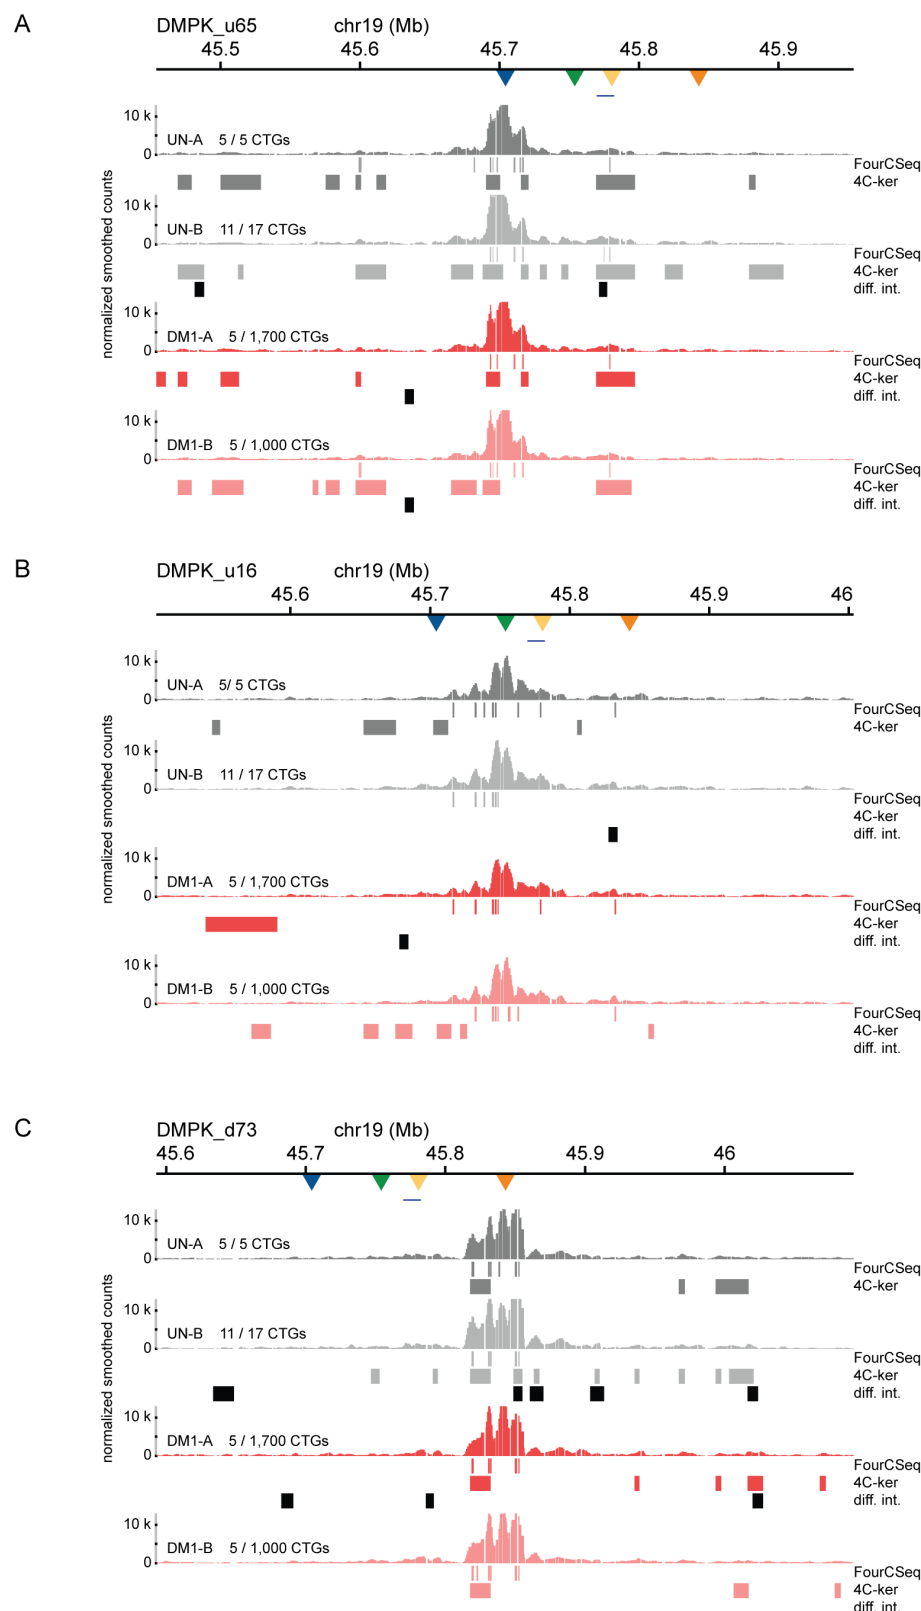 A
DMPK_u65 chr19 (Mb)
45.5 45.6 45.7 45.8 45.9
normalized smoothed counts
10 k
UN-A 5 / 5 CTGs
0
FourCSeq
4C-ker
10 k
UN-B 11 / 17 CTGs
0
FourCSeq
4C-ker
diff. int.
10 k
DM1-A 5 / 1,700 CTGs
0
FourCSeq
4C-ker
diff. int.
10 k
DM1-B 5 / 1,000 CTGs
0
FourCSeq
4C-ker
diff. int.
B
DMPK_u16 chr19 (Mb)
45.6 45.7 45.8 45.9 46
normalized smoothed counts
10 k
UN-A 5/ 5 CTGs
0
FourCSeq
4C-ker
10 k
UN-B 11 / 17 CTGs
0
FourCSeq
4C-ker
diff. int.
10 k
DM1-A 5 / 1,700 CTGs
0
FourCSeq
4C-ker
diff. int.
10 k
DM1-B 5 / 1,000 CTGs
0
FourCSeq
4C-ker
diff. int.
C
DMPK_d73 chr19 (Mb)
45.6 45.7 45.8 45.9 46
normalized smoothed counts
10 k
UN-A 5 / 5 CTGs
0
FourCSeq
4C-ker
10 k
UN-B 11 / 17 CTGs
0
FourCSeq
4C-ker
diff. int.
10 k
DM1-A 5 / 1,700 CTGs
0
FourCSeq
4C-ker
diff. int.
10 k
DM1-B 5 / 1,000 CTGs
0
FourCSeq
4C-ker
diff. int.